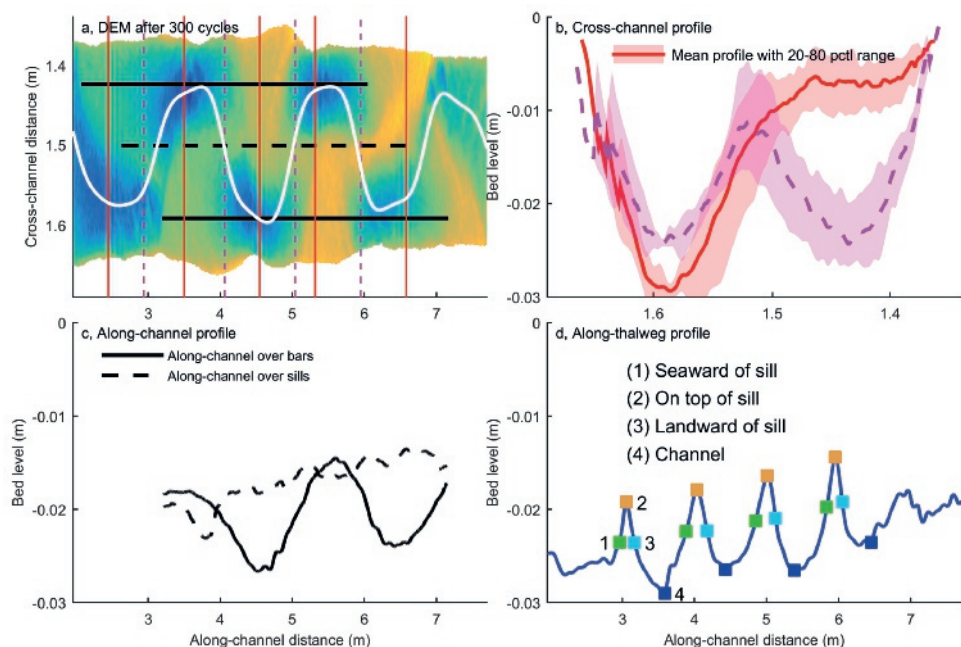 a, DEM after 300 cycles
1.4
1.5
1.6
Cross-channel distance (m)
3 4 5 6 7
b, Cross-channel profile
Mean profile with 20-80 pctl range
0
-0.01
-0.02
-0.03
Bed level (m)
1.6 1.5 1.4
c, Along-channel profile
Along-channel over bars
Along-channel over sills
0
-0.01
-0.02
-0.03
Bed level (m)
2 3 4 5 6 7
Along-channel distance (m)
d, Along-thalweg profile
(1) Seaward of sill
(2) On top of sill
(3) Landward of sill
(4) Channel
0
-0.01
-0.02
-0.03
Bed level (m)
2
1 3
4
3 4 5 6 7
Along-channel distance (m)